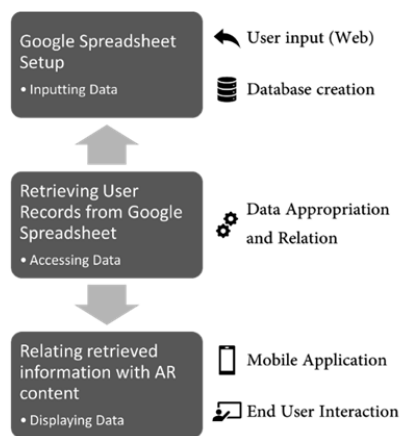 Google Spreadsheet
Setup
• Inputting Data
User input (Web)
Database creation
Retrieving User
Records from Google
Spreadsheet
• Accessing Data
Data Appropriation
and Relation
Relating retrieved
information with AR
content
• Displaying Data
Mobile Application
End User Interaction